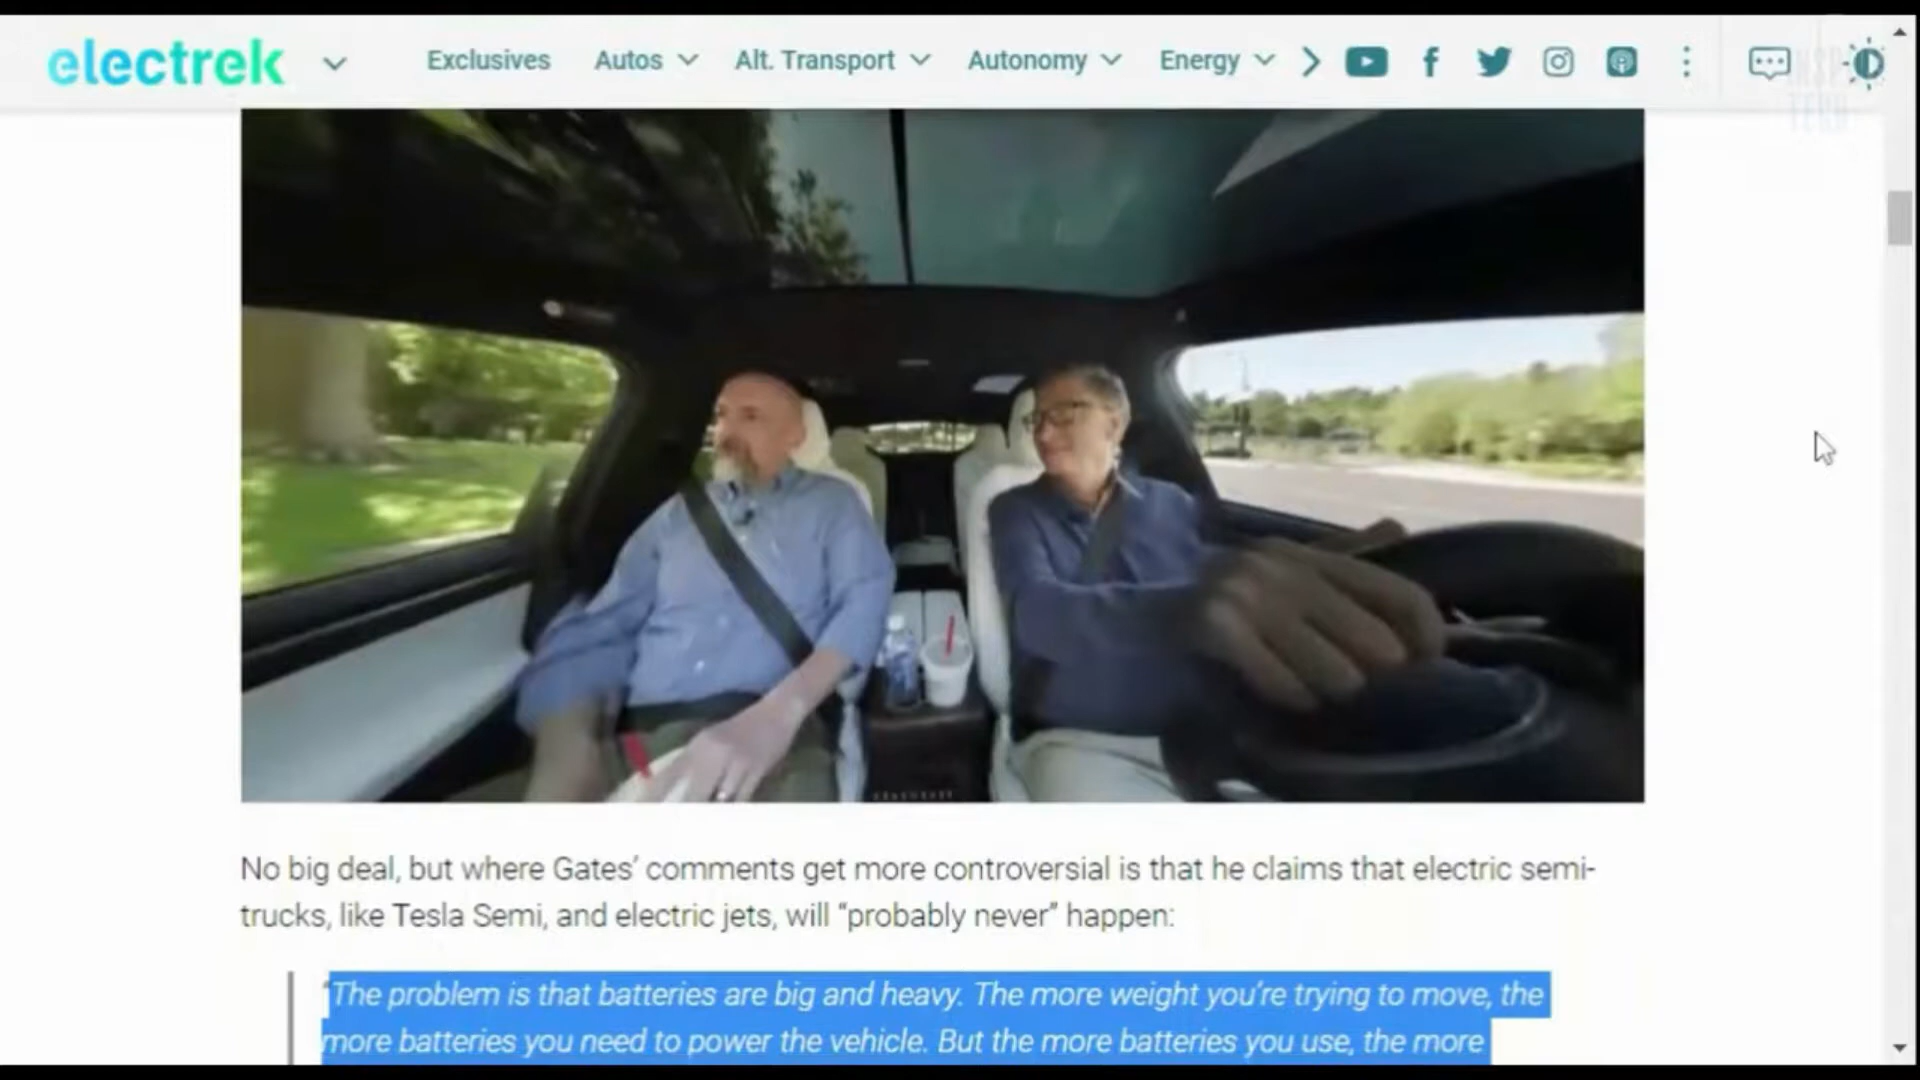 electrek
Exclusives Autos Alt. Transport Autonomy Energy
No big deal, but where Gates’ comments get more controversial is that he claims that electric semi-
trucks, like Tesla Semi, and electric jets, will “probably never” happen:
“The problem is that batteries are big and heavy. The more weight you’re trying to move, the
more batteries you need to power the vehicle. But the more batteries you use, the more